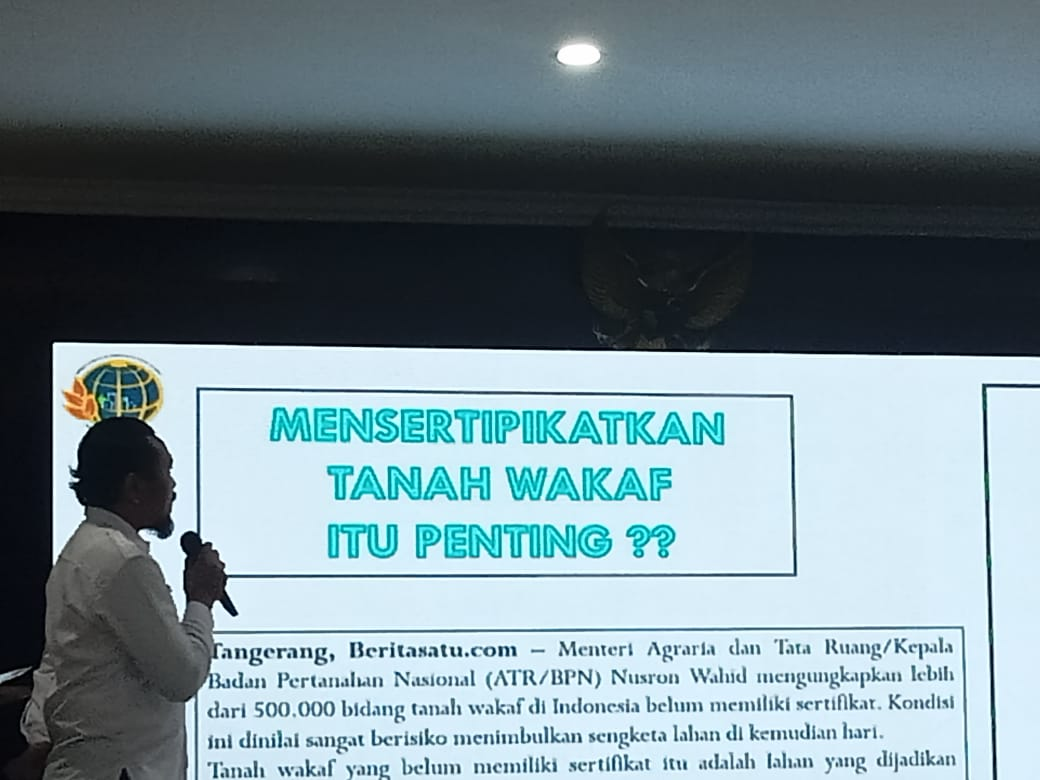 MENSERTIPIKATKAN
TANAH WAKAF
ITU PENTING ??
Tangerang, Beritasatu.com – Menteri Agraria dan Tata Ruang/Kepala
Badan Pertanahan Nasional (ATR/BPN) Nusron Wahid mengungkapkan lebih
dari 500.000 bidang tanah wakaf di Indonesia belum memiliki sertifikat. Kondisi
ini dinilai sangat berisiko menimbulkan sengketa lahan di kemudian hari.
Tanah wakaf yang belum memiliki sertifikat itu adalah lahan yang dijadikan